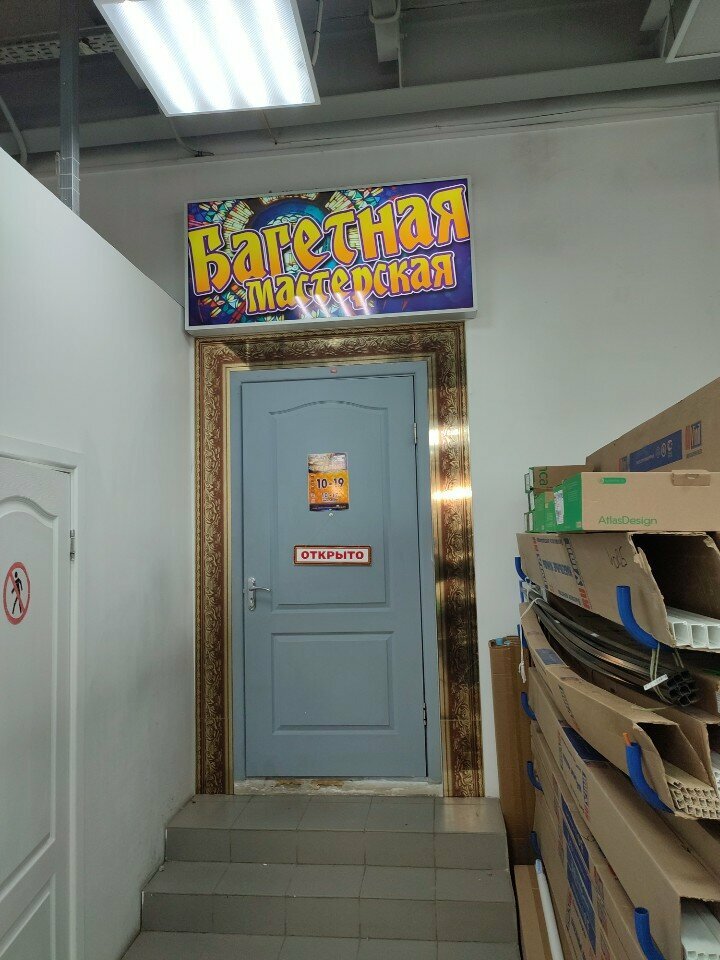 Багетная
мастерская
10-19
ОТКРЫТО
AtlasDesign